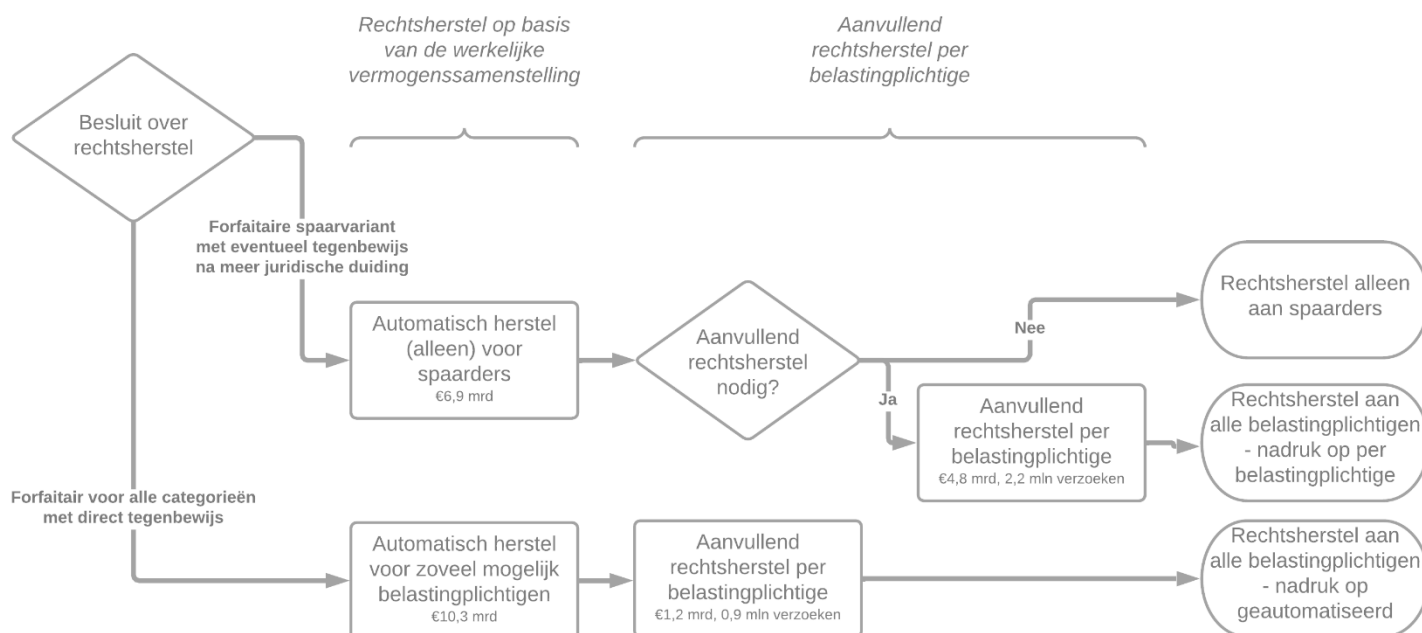 Rechtsherstel op basis
van de werkelijke
vermogenssamenstelling
Aanvullend
rechtsherstel per
belastingplichtige
Besluit over
rechtsherstel
Forfaitaire spaarvariant
met eventueel tegenbewijs
na meer juridische duiding
Automatisch herstel
(alleen) voor
spaarders
€6,9 mrd
Aanvullend
rechtsherstel
nodig?
Nee
Rechtsherstel alleen
aan spaarders
Ja
Aanvullend
rechtsherstel per
belastingplichtige
€4,8 mrd, 2,2 mln verzoeken
Rechtsherstel aan
alle belastingplichtigen
- nadruk op per
belastingplichtige
Forfaitair voor alle categorieën
met direct tegenbewijs
Automatisch herstel
voor zoveel mogelijk
belastingplichtigen
€10,3 mrd
Aanvullend
rechtsherstel per
belastingplichtige
€1,2 mrd, 0,9 mln verzoeken
Rechtsherstel aan
alle belastingplichtigen
- nadruk op
geautomatiseerd